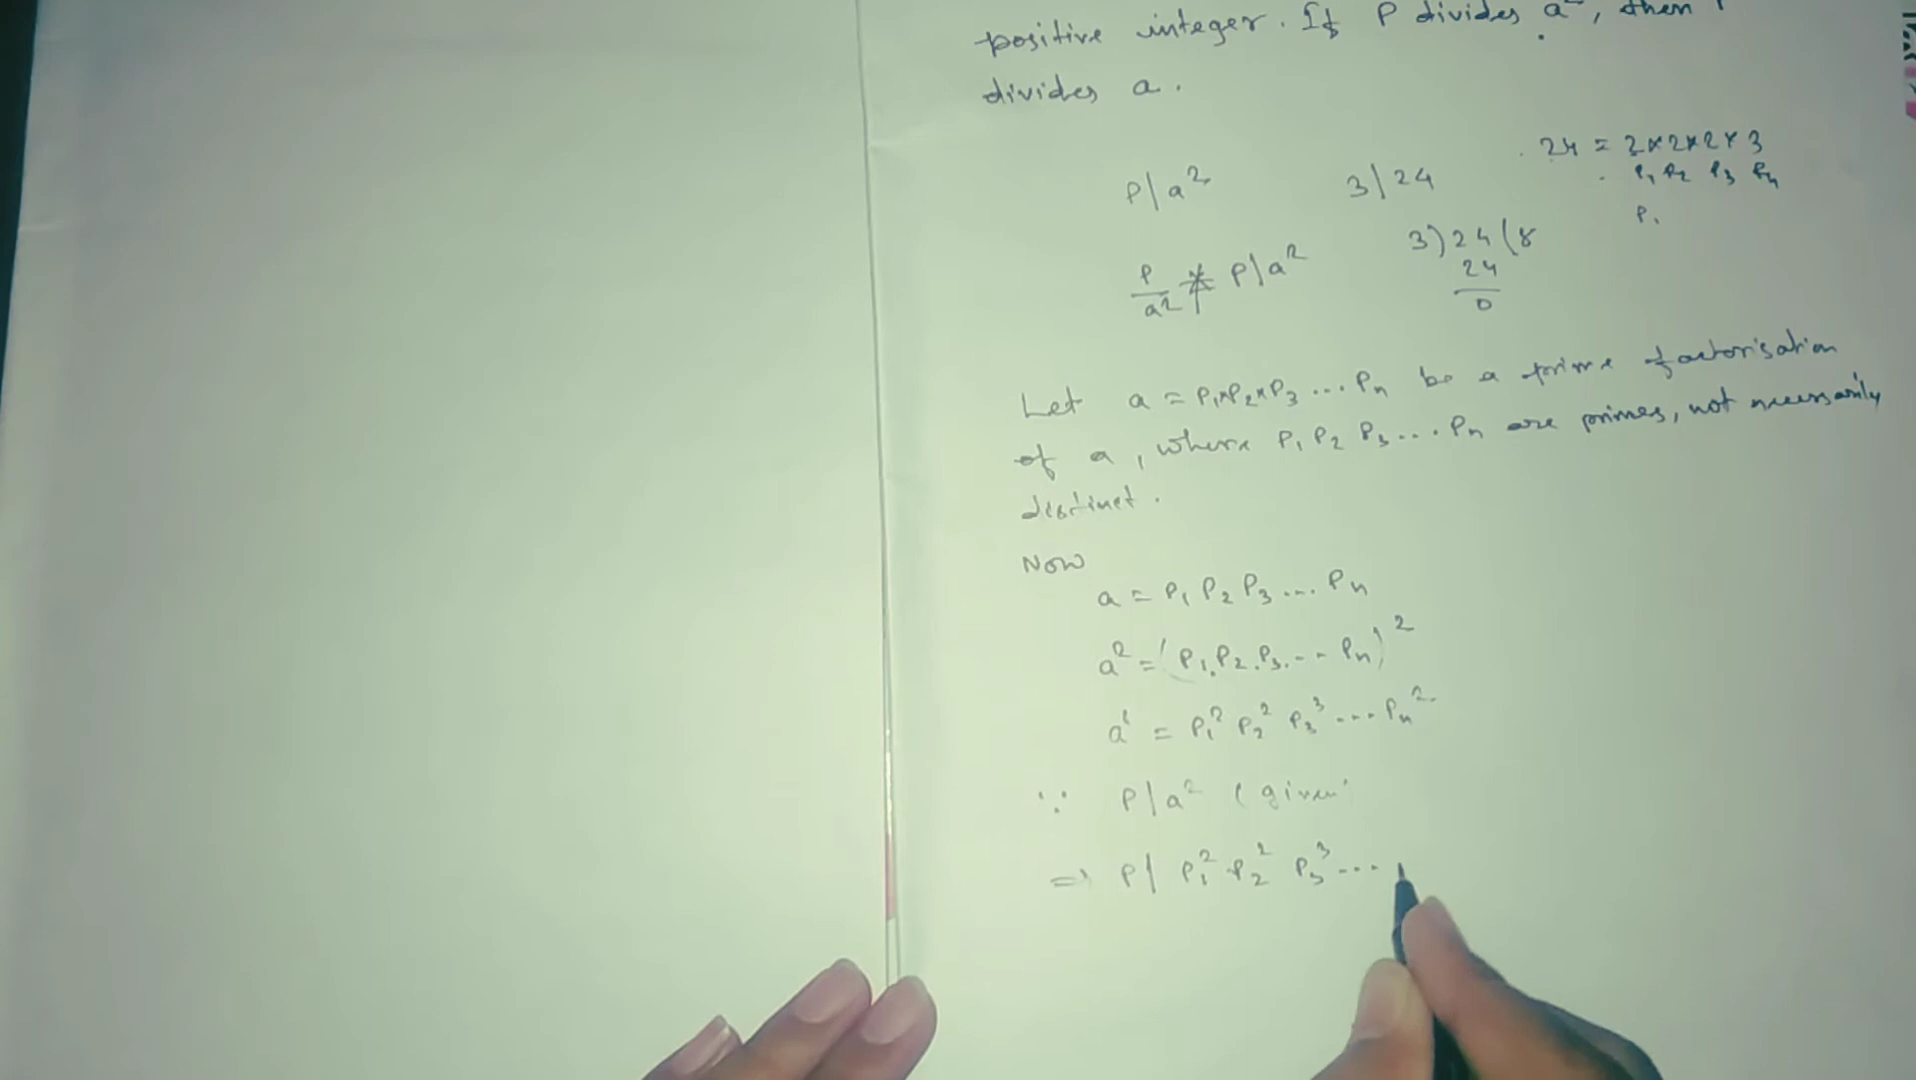 positive integer. If P divides a², then
divides a.
24 = 2×2×2×3
P₁ P₂ P₃ P₄
P₁
P|a²
3|24
3)24(8
24
0
P/a² ≠ P|a²
Let a = P₁×P₂×P₃ ... Pn be a prime factorisation
of a, where P₁ P₂ P₃ ... Pn are primes, not necessarily
distinct.
Now
a = P₁ P₂ P₃ .... Pn
a² = (P₁.P₂.P₃.... Pn)²
a² = P₁² P₂² P₃³ .... Pn²
∵ P|a² (given
⇒ P| P₁² P₂² P₃³ ....